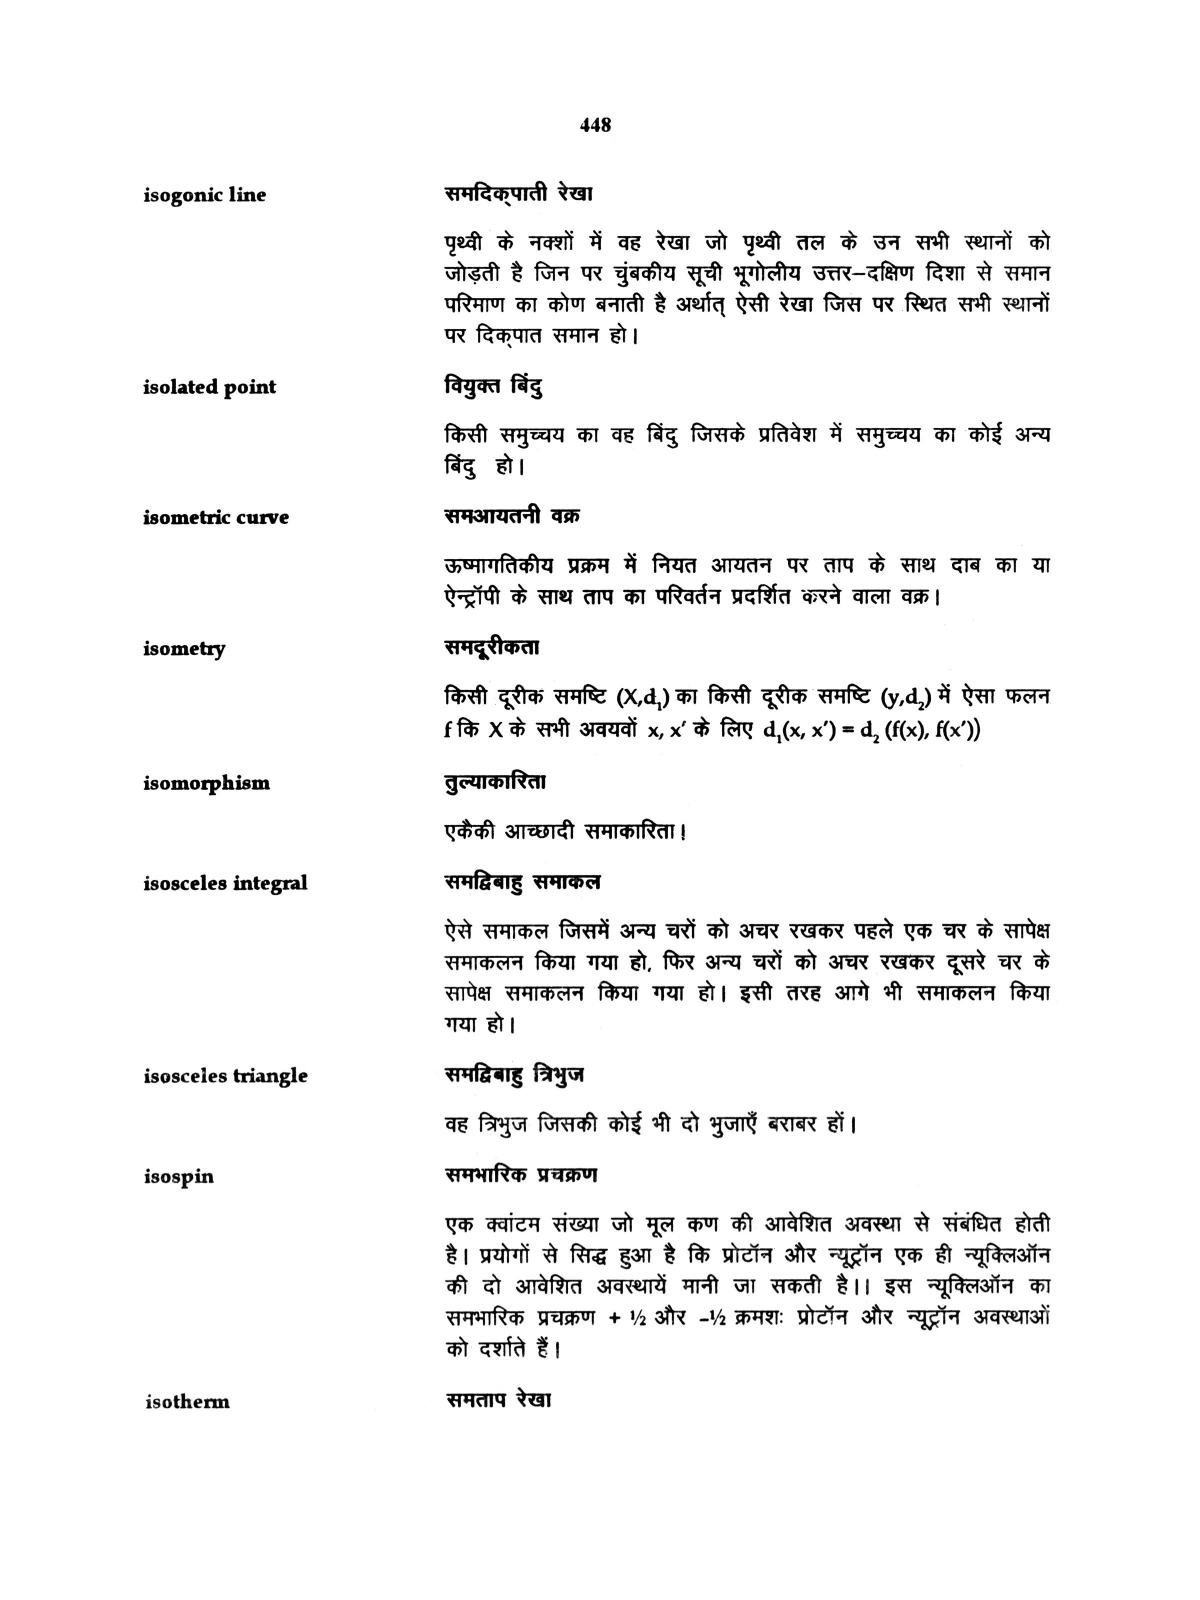 448
isogonic line समदिक्पाती रेखा
पृथ्वी के नक्शों में वह रेखा जो पृथ्वी तल के उन सभी स्थानों को
जोड़ती है जिन पर चुंबकीय सूची भूगोलीय उत्तर–दक्षिण दिशा से समान
परिमाण का कोण बनाती है अर्थात् ऐसी रेखा जिस पर स्थित सभी स्थानों
पर दिक्पात समान हो।
isolated point वियुक्त बिंदु
किसी समुच्चय का वह बिंदु जिसके प्रतिवेश में समुच्चय का कोई अन्य
बिंदु हो।
isometric curve समआयतनी वक्र
ऊष्मागतिकीय प्रक्रम में नियत आयतन पर ताप के साथ दाब का या
ऐन्ट्रॉपी के साथ ताप का परिवर्तन प्रदर्शित करने वाला वक्र।
isometry समदूरीकता
किसी दूरीक समष्टि (X,d₁) का किसी दूरीक समष्टि (y,d₂) में ऐसा फलन
f कि X के सभी अवयवों x, x′ के लिए d₁(x, x′) = d₂ (f(x), f(x′))
isomorphism तुल्याकारिता
एकैकी आच्छादी समाकारिता।
isosceles integral समद्विबाहु समाकल
ऐसे समाकल जिसमें अन्य चरों को अचर रखकर पहले एक चर के सापेक्ष
समाकलन किया गया हो, फिर अन्य चरों को अचर रखकर दूसरे चर के
सापेक्ष समाकलन किया गया हो। इसी तरह आगे भी समाकलन किया
गया हो।
isosceles triangle समद्विबाहु त्रिभुज
वह त्रिभुज जिसकी कोई भी दो भुजाएँ बराबर हों।
isospin समभारिक प्रचक्रण
एक क्वांटम संख्या जो मूल कण की आवेशित अवस्था से संबंधित होती
है। प्रयोगों से सिद्ध हुआ है कि प्रोटॉन और न्यूट्रॉन एक ही न्यूक्लिऑन
की दो आवेशित अवस्थायें मानी जा सकती है।। इस न्यूक्लिऑन का
समभारिक प्रचक्रण + ½ और -½ क्रमशः प्रोटॉन और न्यूट्रॉन अवस्थाओं
को दर्शाते हैं।
isotherm समताप रेखा